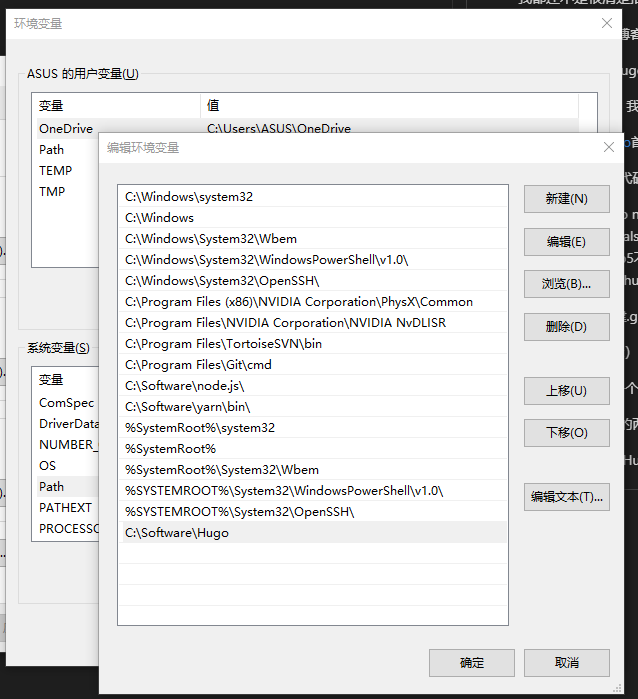 环境变量
ASUS 的用户变量(U)
变量
值
OneDrive
C:\Users\ASUS\OneDrive
Path
TEMP
TMP
系统变量(S)
变量
ComSpec
DriverData
OS
Path
PATHEXT
编辑环境变量
C:\Windows\system32
C:\Windows
C:\Windows\System32\Wbem
C:\Windows\System32\WindowsPowerShell\v1.0\
C:\Windows\System32\OpenSSH\
C:\Program Files (x86)\NVIDIA Corporation\PhysX\Common
C:\Program Files\NVIDIA Corporation\NVIDIA NvDLISR
C:\Program Files\TortoiseSVN\bin
C:\Program Files\Git\cmd
C:\Software\node.js\
C:\Software\yarn\bin\
%SystemRoot%\system32
%SystemRoot%
%SystemRoot%\System32\Wbem
%SYSTEMROOT%\System32\WindowsPowerShell\v1.0\
%SYSTEMROOT%\System32\OpenSSH\
C:\Software\Hugo
新建(N)
编辑(E)
浏览(B)...
删除(D)
上移(U)
下移(O)
编辑文本(T)...
确定
取消